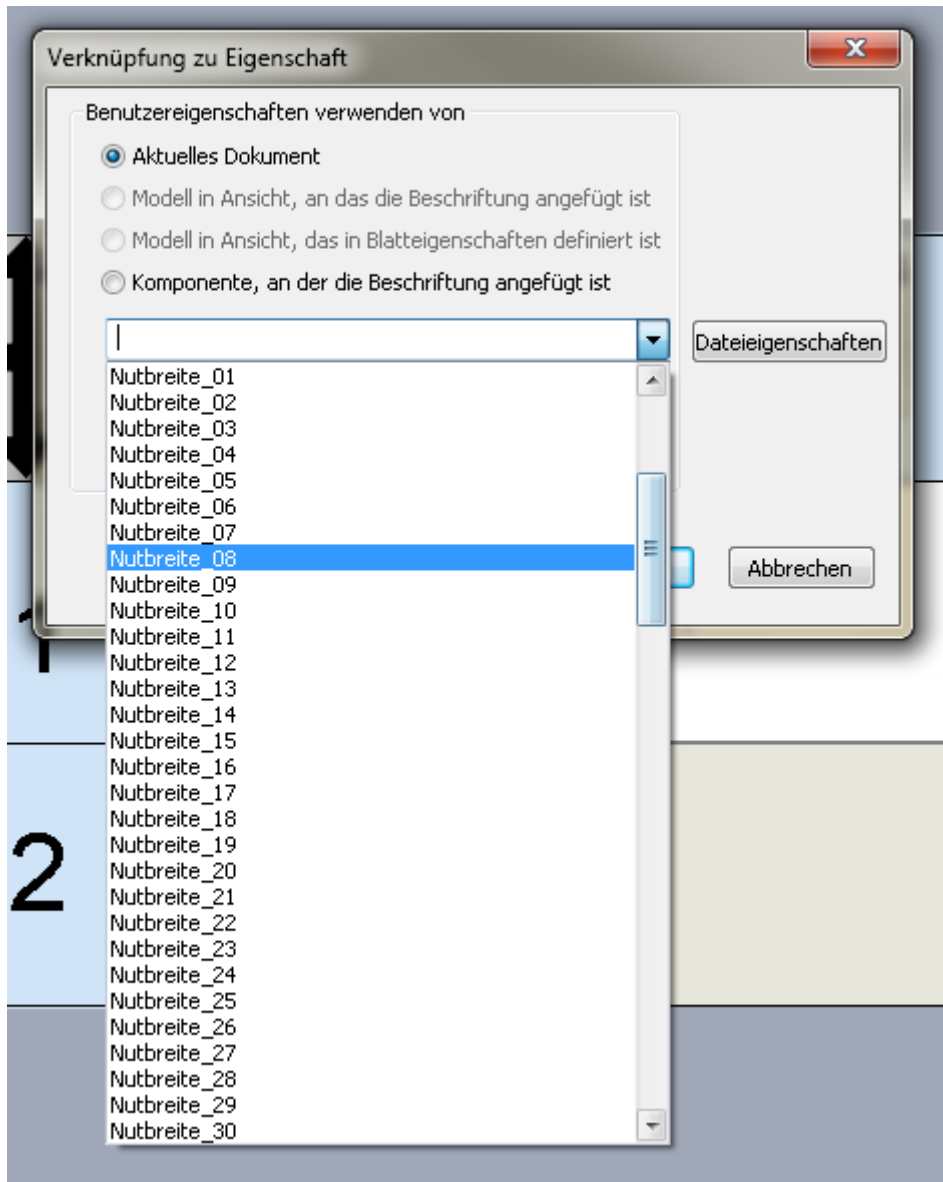 Verknüpfung zu Eigenschaft
Benutzereigenschaften verwenden von
Aktuelles Dokument
Modell in Ansicht, an das die Beschriftung angefügt ist
Modell in Ansicht, das in Blatteigenschaften definiert ist
Komponente, an der die Beschriftung angefügt ist
Dateieigenschaften
Nutbreite_01
Nutbreite_02
Nutbreite_03
Nutbreite_04
Nutbreite_05
Nutbreite_06
Nutbreite_07
Nutbreite_08
Nutbreite_09
Nutbreite_10
Nutbreite_11
Nutbreite_12
Nutbreite_13
Nutbreite_14
Nutbreite_15
Nutbreite_16
Nutbreite_17
Nutbreite_18
Nutbreite_19
Nutbreite_20
Nutbreite_21
Nutbreite_22
Nutbreite_23
Nutbreite_24
Nutbreite_25
Nutbreite_26
Nutbreite_27
Nutbreite_28
Nutbreite_29
Nutbreite_30
Abbrechen
1
2